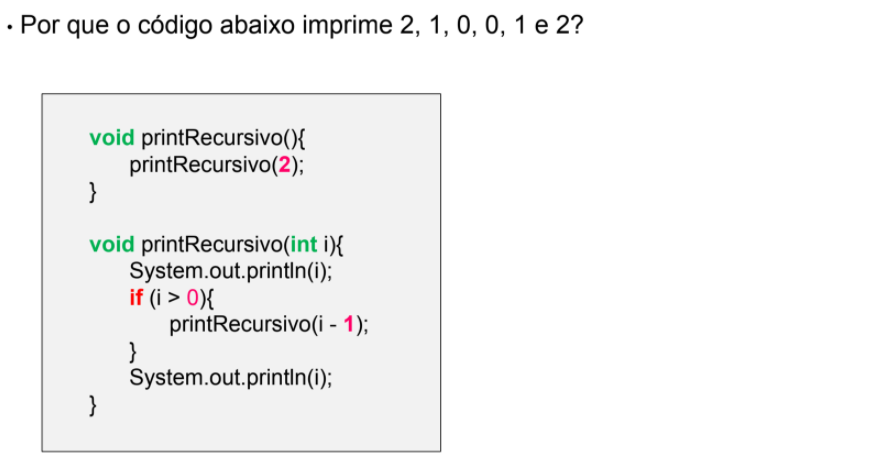 • Por que o código abaixo imprime 2, 1, 0, 0, 1 e 2?
void printRecursivo(){
printRecursivo(2);
}
void printRecursivo(int i){
System.out.println(i);
if (i > 0){
printRecursivo(i - 1);
}
System.out.println(i);
}